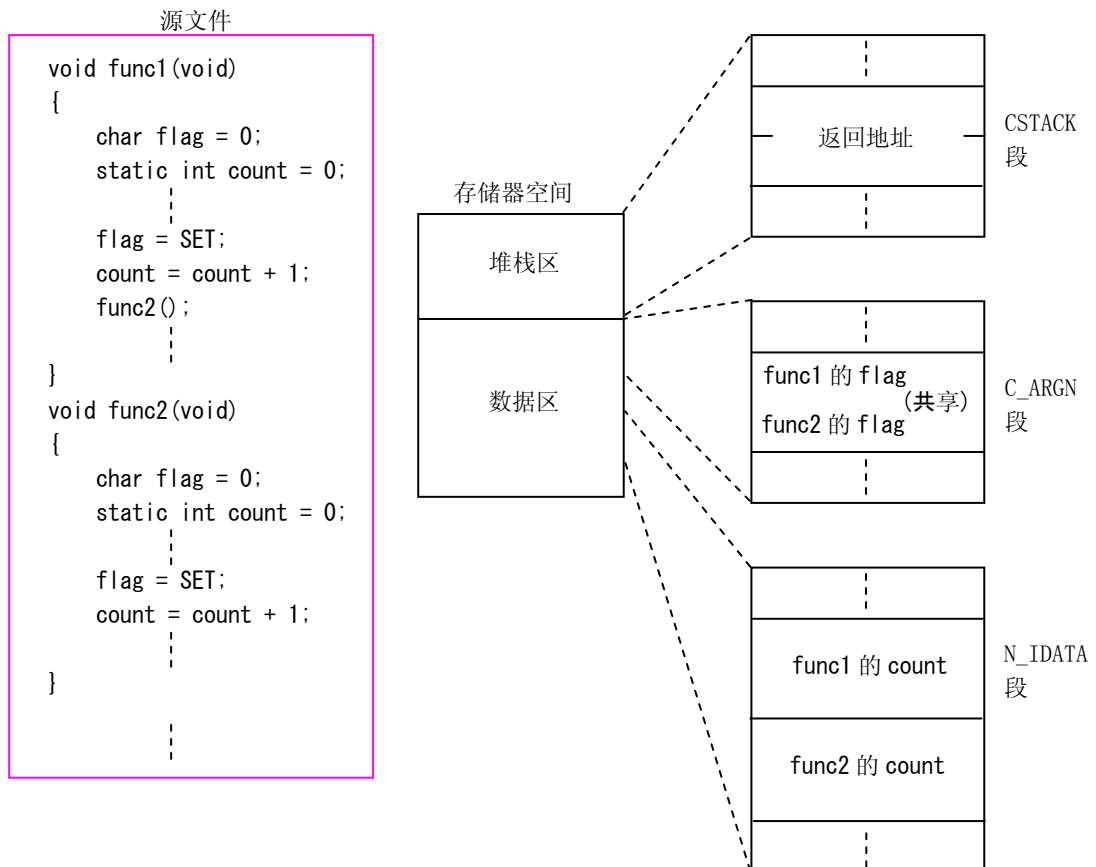 源文件
void func1(void)
{
char flag = 0;
static int count = 0;
flag = SET;
count = count + 1;
func2();
}
void func2(void)
{
char flag = 0;
static int count = 0;
flag = SET;
count = count + 1;
}
存储器空间
堆栈区
数据区
返回地址
CSTACK
段
func1 的 flag
(共享)
func2 的 flag
C_ARGN
段
func1 的 count
func2 的 count
N_IDATA
段